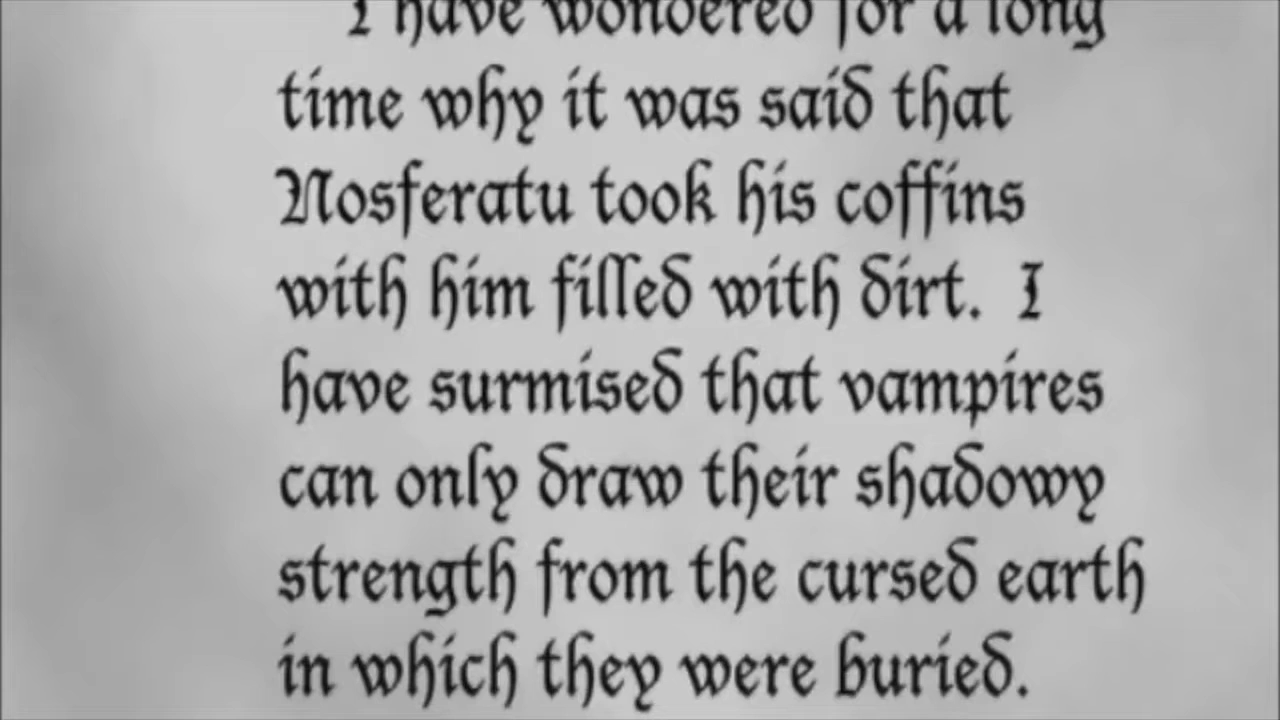 I have wondered for a long
time why it was said that
Nosferatu took his coffins
with him filled with dirt. I
have surmised that vampires
can only draw their shadowy
strength from the cursed earth
in which they were buried.